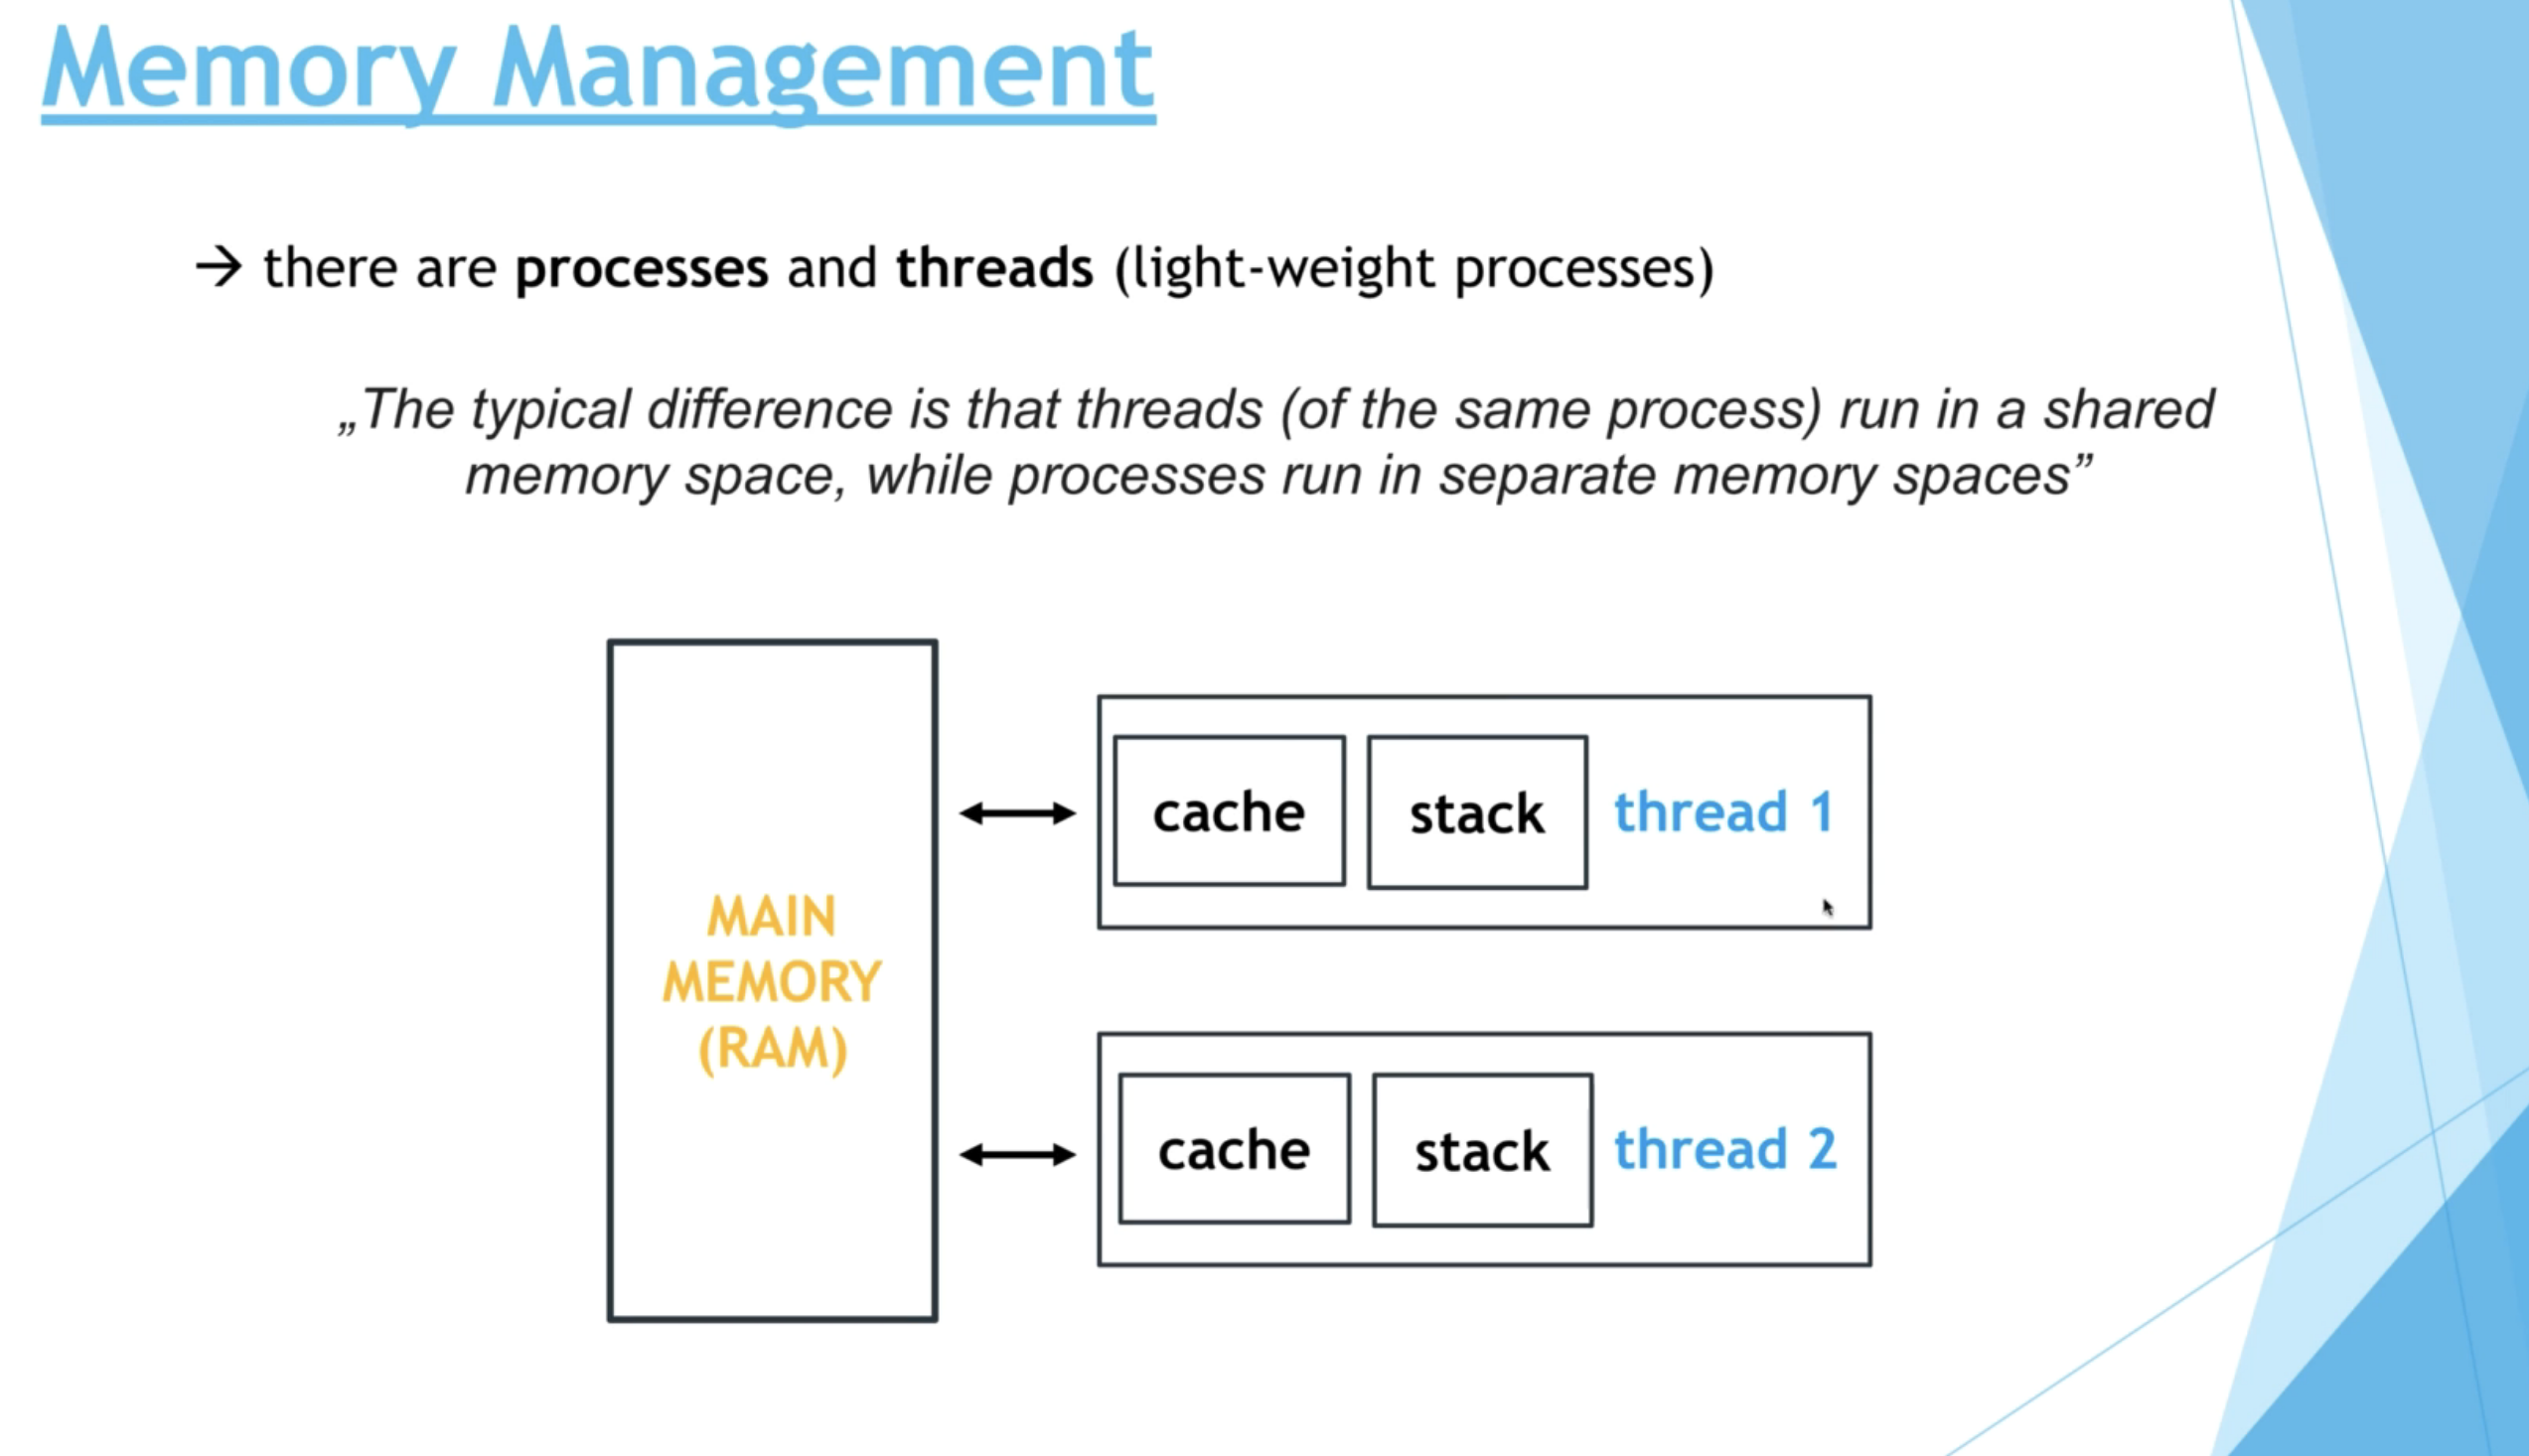 Memory Management
→ there are processes and threads (light-weight processes)
„The typical difference is that threads (of the same process) run in a shared
memory space, while processes run in separate memory spaces”
MAIN
MEMORY
(RAM)
cache
stack
thread 1
cache
stack
thread 2